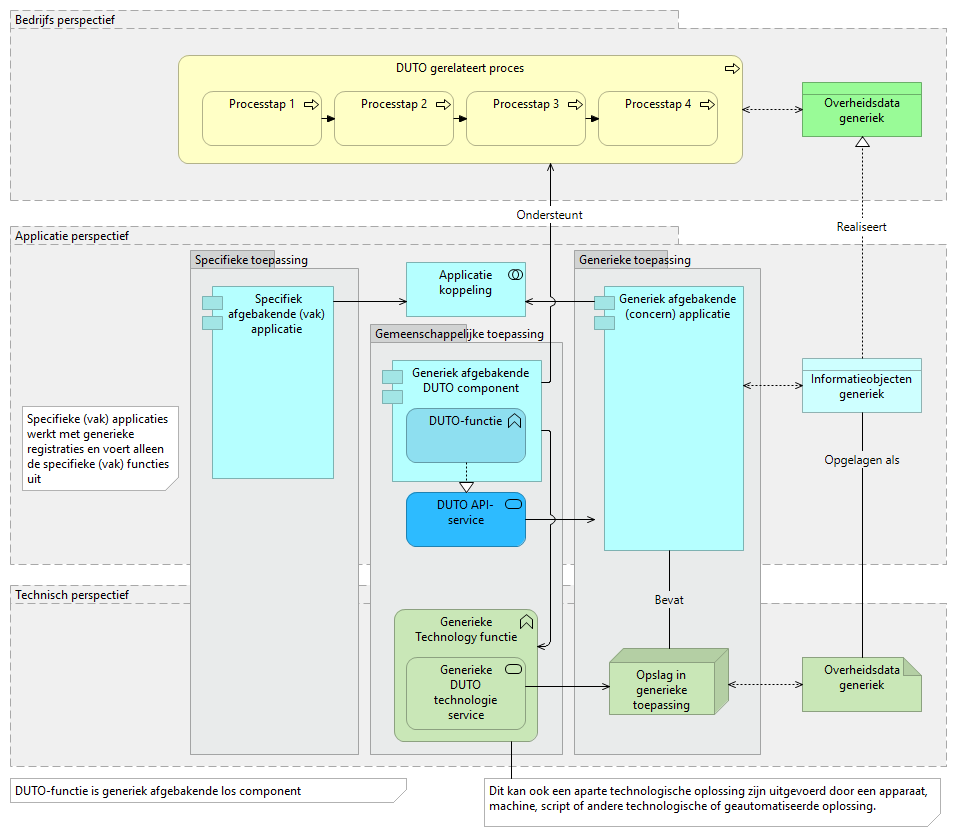 Bedrijfs perspectief
DUTO gerelateert proces
Processtap 1
Processtap 2
Processtap 3
Processtap 4
Overheidsdata
generiek
Ondersteunt
Realiseert
Applicatie perspectief
Specifieke toepassing
Applicatie
koppeling
Generieke toepassing
Specifiek
afgebakende (vak)
applicatie
Generiek afgebakende
(concern) applicatie
Gemeenschappelijke toepassing
Generiek afgebakende
DUTO component
DUTO-functie
Informatieobjecten
generiek
Specifieke (vak) applicaties
werkt met generieke
registraties en voert alleen
de specifieke (vak) functies
uit
Opgelagen als
DUTO API-
service
Technisch perspectief
Bevat
Generieke
Technology functie
Generieke
DUTO
technologie
service
Opslag in
generieke
toepassing
Overheidsdata
generiek
DUTO-functie is generiek afgebakende los component
Dit kan ook een aparte technologische oplossing zijn uitgevoerd door een apparaat,
machine, script of andere technologische of geautomatiseerde oplossing.